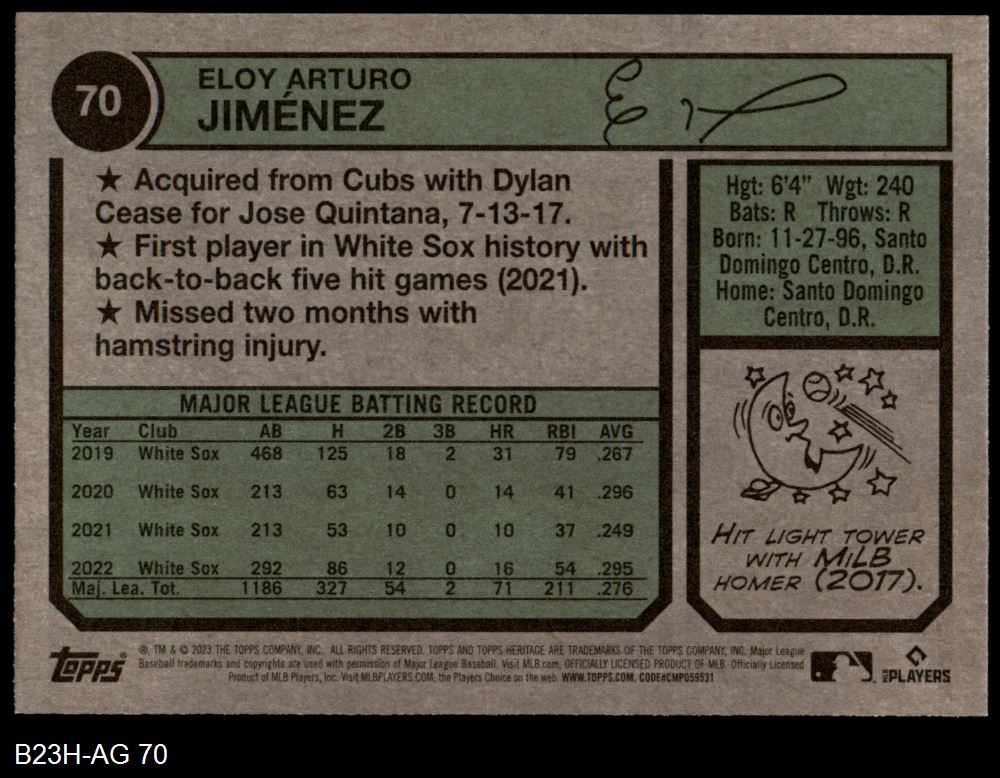 70
ELOY ARTURO
JIMÉNEZ
★ Acquired from Cubs with Dylan
Cease for Jose Quintana, 7-13-17.
★ First player in White Sox history with
back-to-back five hit games (2021).
★ Missed two months with
hamstring injury.
MAJOR LEAGUE BATTING RECORD
Year Club AB H 2B 3B HR RBI AVG
2019 White Sox 468 125 18 2 31 79 .267
2020 White Sox 213 63 14 0 14 41 .296
2021 White Sox 213 53 10 0 10 37 .249
2022 White Sox 292 86 12 0 16 54 .295
Maj. Lea. Tot. 1186 327 54 2 71 211 .276
Hgt: 6'4" Wgt: 240
Bats: R Throws: R
Born: 11-27-96, Santo
Domingo Centro, D.R.
Home: Santo Domingo
Centro, D.R.
HIT LIGHT TOWER
WITH MiLB
HOMER (2017).
topps
®, TM & © 2023 THE TOPPS COMPANY, INC. ALL RIGHTS RESERVED. TOPPS AND TOPPS HERITAGE ARE TRADEMARKS OF THE TOPPS COMPANY, INC. Major League
Baseball trademarks and copyrights are used with permission of Major League Baseball. Visit MLB.com. OFFICIALLY LICENSED PRODUCT OF MLB Officially Licensed
Product of MLB Players, Inc. Visit MLBPLAYERS.COM, the Players Choice on the web. WWW.TOPPS.COM. CODE#CMP059531
MLB PLAYERS
B23H-AG 70